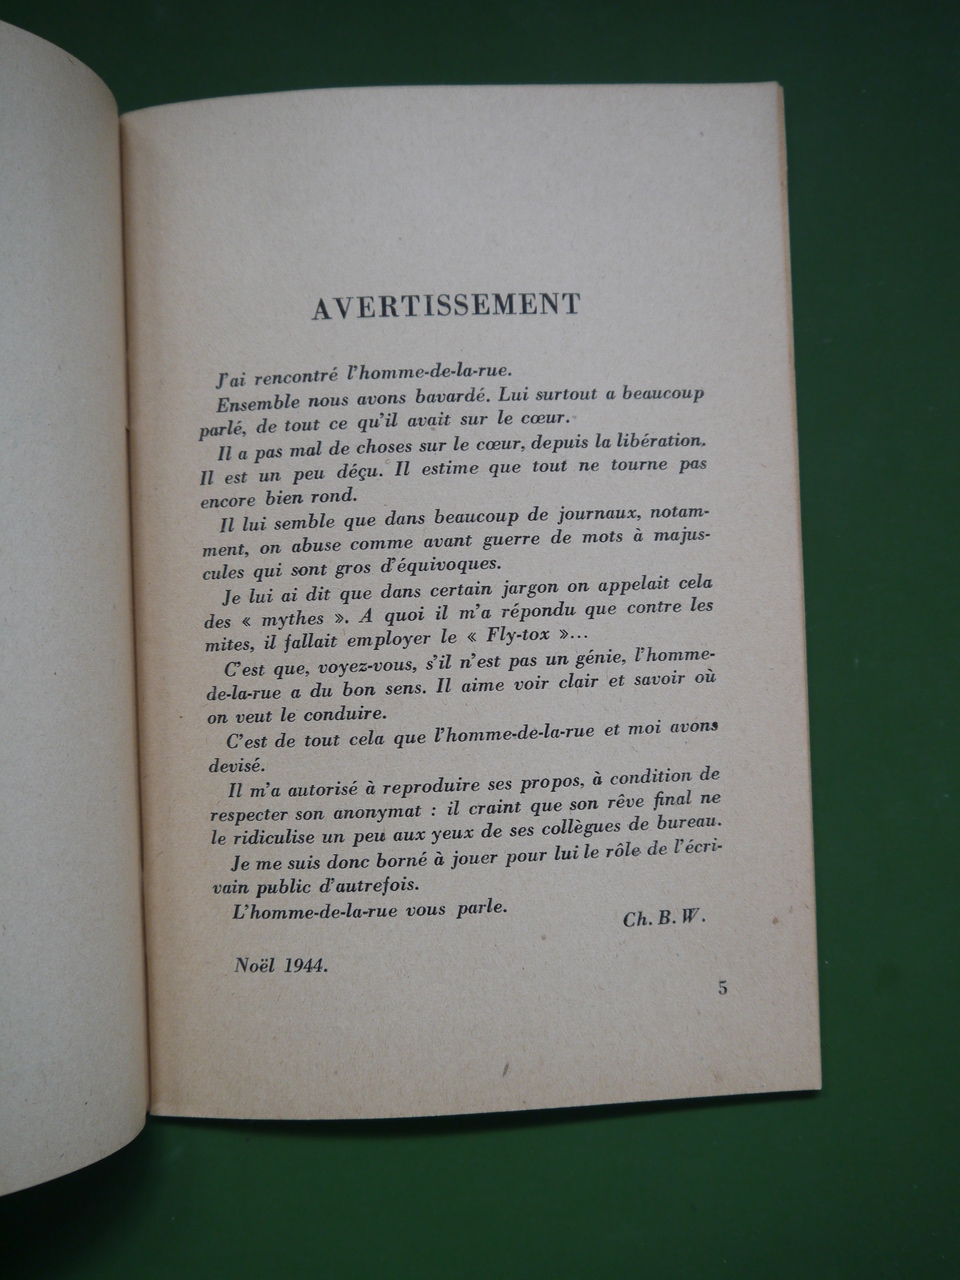 AVERTISSEMENT
J'ai rencontré l'homme-de-la-rue.
Ensemble nous avons bavardé. Lui surtout a beaucoup
parlé, de tout ce qu'il avait sur le cœur.
Il a pas mal de choses sur le cœur, depuis la libération.
Il est un peu déçu. Il estime que tout ne tourne pas
encore bien rond.
Il lui semble que dans beaucoup de journaux, notam-
ment, on abuse comme avant guerre de mots à majus-
cules qui sont gros d'équivoques.
Je lui ai dit que dans certain jargon on appelait cela
des « mythes ». A quoi il m'a répondu que contre les
mites, il fallait employer le « Fly-tox »...
C'est que, voyez-vous, s'il n'est pas un génie, l'homme-
de-la-rue a du bon sens. Il aime voir clair et savoir où
on veut le conduire.
C'est de tout cela que l'homme-de-la-rue et moi avons
devisé.
Il m'a autorisé à reproduire ses propos, à condition de
respecter son anonymat : il craint que son rêve final ne
le ridiculise un peu aux yeux de ses collègues de bureau.
Je me suis donc borné à jouer pour lui le rôle de l'écri-
vain public d'autrefois.
L'homme-de-la-rue vous parle.
Ch. B. W.
Noël 1944.
5